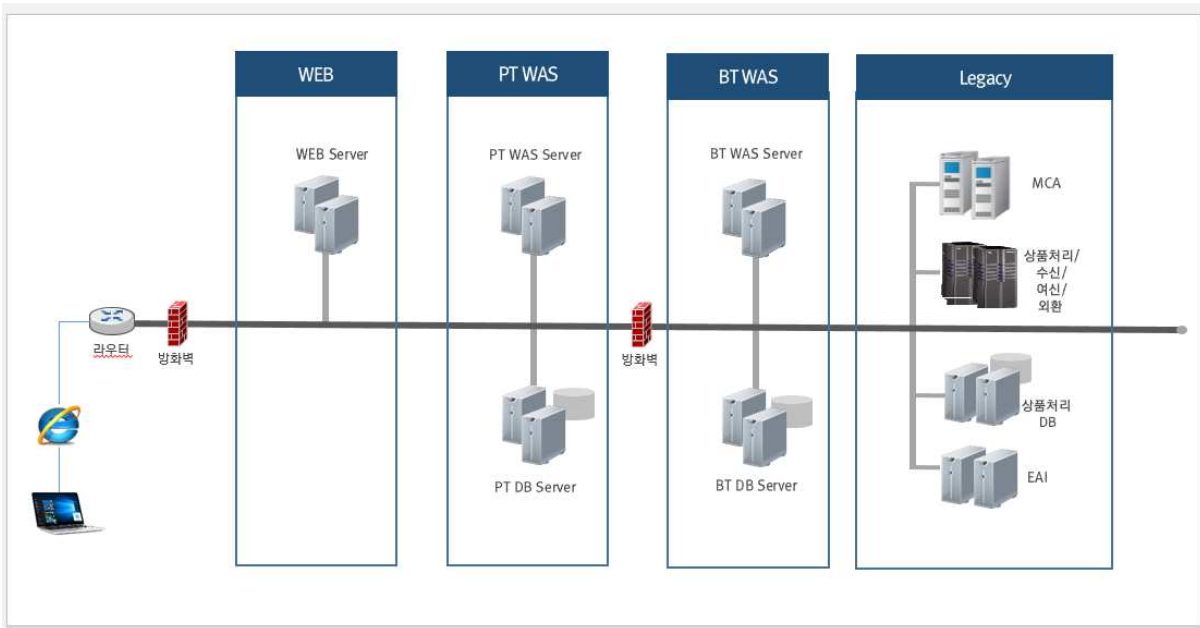 WEB
PT WAS
BT WAS
Legacy
WEB Server
PT WAS Server
BT WAS Server
MCA
상품처리/
수신/
여신/
외환
라우터
방화벽
방화벽
상품처리
DB
PT DB Server
BT DB Server
EAI